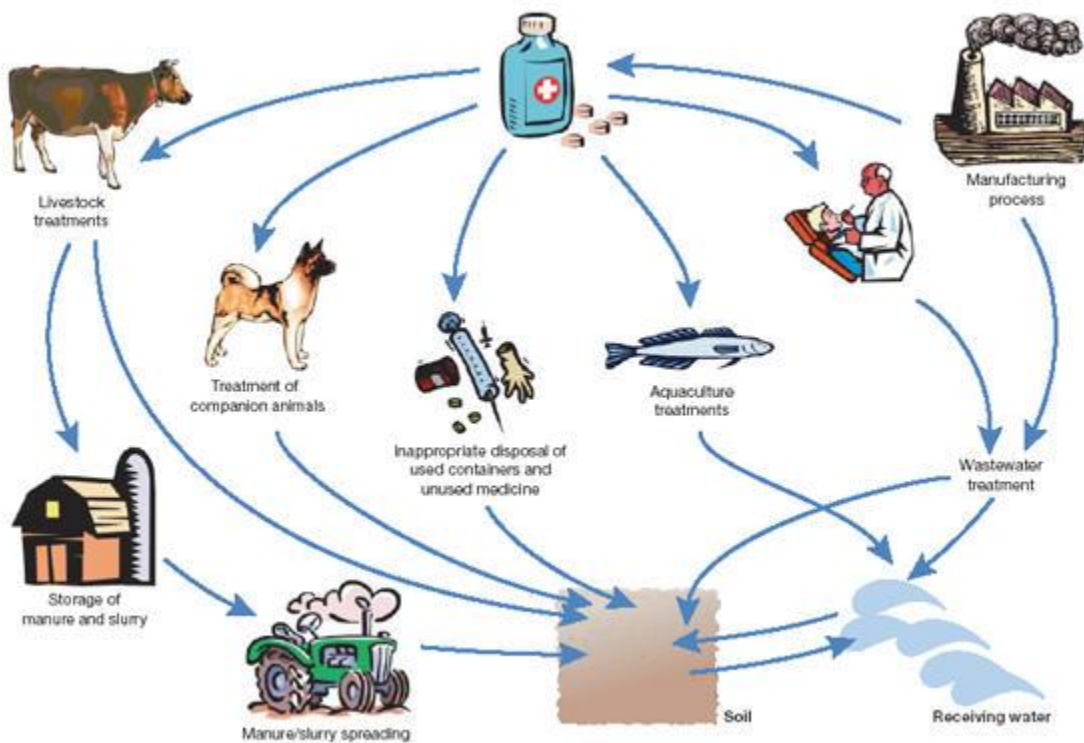 Livestock
treatments
Manufacturing
process
Treatment of
companion animals
Aquaculture
treatments
Inappropriate disposal of
used containers and
unused medicine
Wastewater
treatment
Storage of
manure and slurry
Manure/slurry spreading
Soil
Receiving water